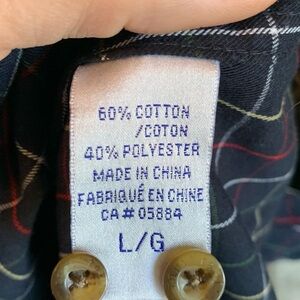 60% COTTON
/COTON
40% POLYESTER
MADE IN CHINA
FABRIQUÉ EN CHINE
CA# 05884
L/G